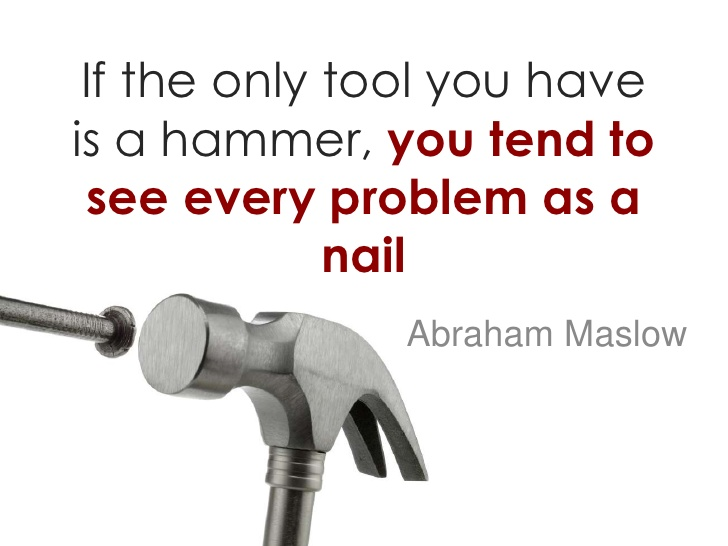 If the only tool you have
is a hammer, you tend to
see every problem as a
nail
Abraham Maslow